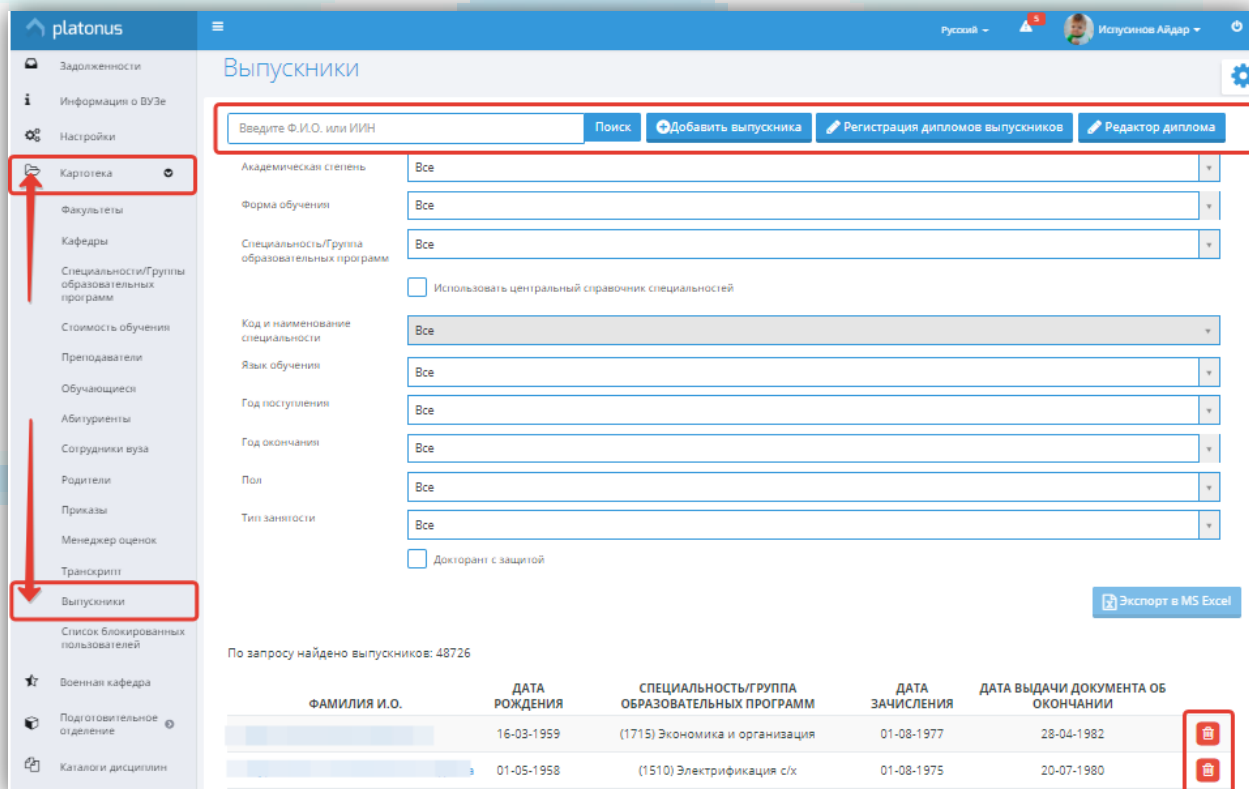 platonus
Русский
5
Испусинов Айдар
Задолженности
Информация о ВУЗе
Настройки
Картотека
Факультеты
Кафедры
Специальности/Группы
образовательных
программ
Стоимость обучения
Преподаватели
Обучающиеся
Абитуриенты
Сотрудники вуза
Родители
Приказы
Менеджер оценок
Транскрипт
Выпускники
Список блокированных
пользователей
Военная кафедра
Подготовительное
отделение
Каталоги дисциплин
Выпускники
Введите Ф.И.О. или ИИН
Поиск
Добавить выпускника
Регистрация дипломов выпускников
Редактор диплома
Академическая степень
Все
Форма обучения
Все
Специальность/Группа
образовательных программ
Все
Использовать центральный справочник специальностей
Код и наименование
специальности
Все
Язык обучения
Все
Год поступления
Все
Год окончания
Все
Пол
Все
Тип занятости
Все
Докторант с защитой
Экспорт в MS Excel
По запросу найдено выпускников: 48726
ФАМИЛИЯ И.О.
ДАТА
РОЖДЕНИЯ
СПЕЦИАЛЬНОСТЬ/ГРУППА
ОБРАЗОВАТЕЛЬНЫХ ПРОГРАММ
ДАТА
ЗАЧИСЛЕНИЯ
ДАТА ВЫДАЧИ ДОКУМЕНТА ОБ
ОКОНЧАНИИ
16-03-1959 (1715) Экономика и организация 01-08-1977 28-04-1982
01-05-1958 (1510) Электрификация с/х 01-08-1975 20-07-1980